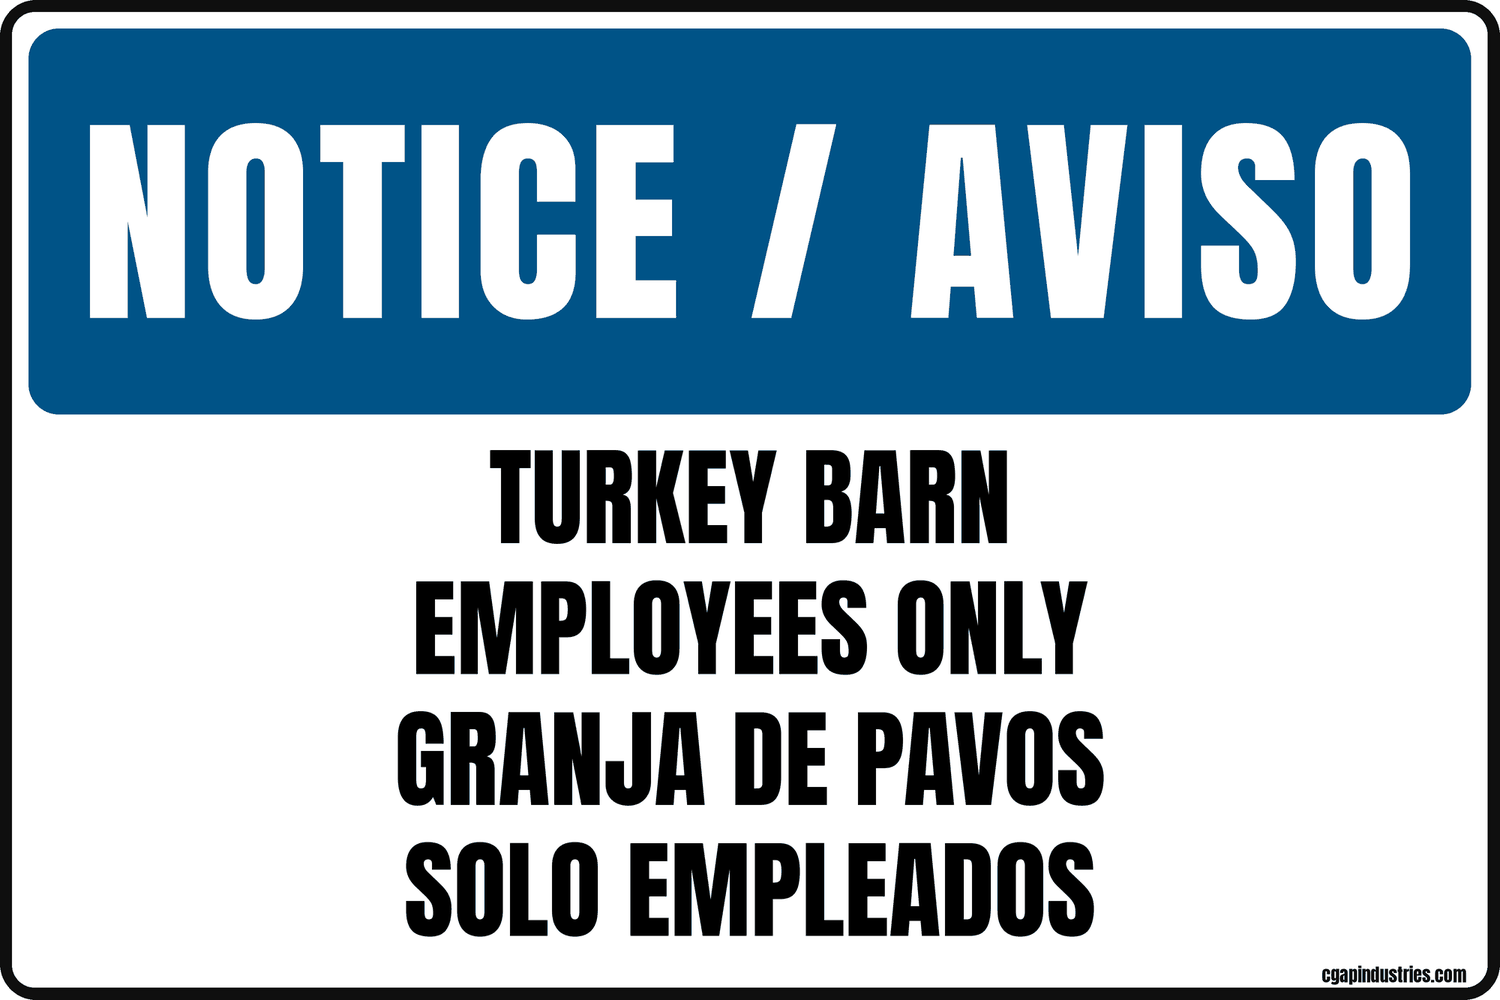 NOTICE / AVISO
TURKEY BARN
EMPLOYEES ONLY
GRANJA DE PAVOS
SOLO EMPLEADOS
cgapindustries.com